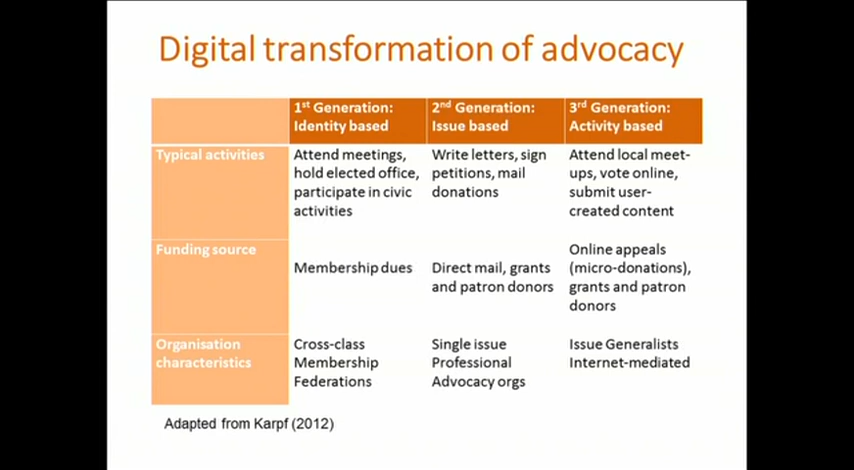 Digital transformation of advocacy
1st Generation:
Identity based
2nd Generation:
Issue based
3rd Generation:
Activity based
Typical activities
Attend meetings,
hold elected office,
participate in civic
activities
Write letters, sign
petitions, mail
donations
Attend local meet-
ups, vote online,
submit user-
created content
Funding source
Membership dues
Direct mail, grants
and patron donors
Online appeals
(micro-donations),
grants and patron
donors
Organisation
characteristics
Cross-class
Membership
Federations
Single issue
Professional
Advocacy orgs
Issue Generalists
Internet-mediated
Adapted from Karpf (2012)